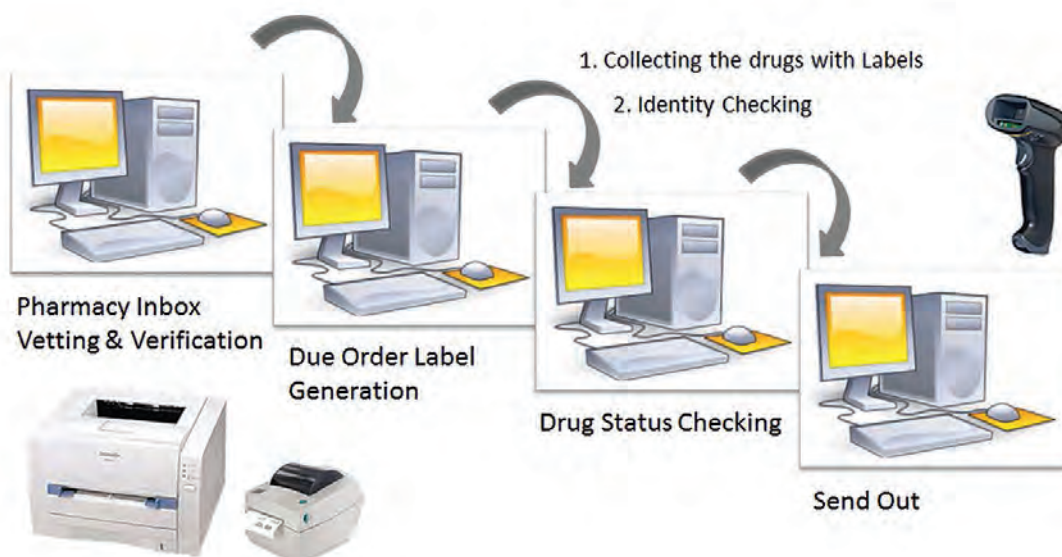 1. Collecting the drugs with Labels
2. Identity Checking
Pharmacy Inbox
Vetting & Verification
Due Order Label
Generation
Drug Status Checking
Send Out